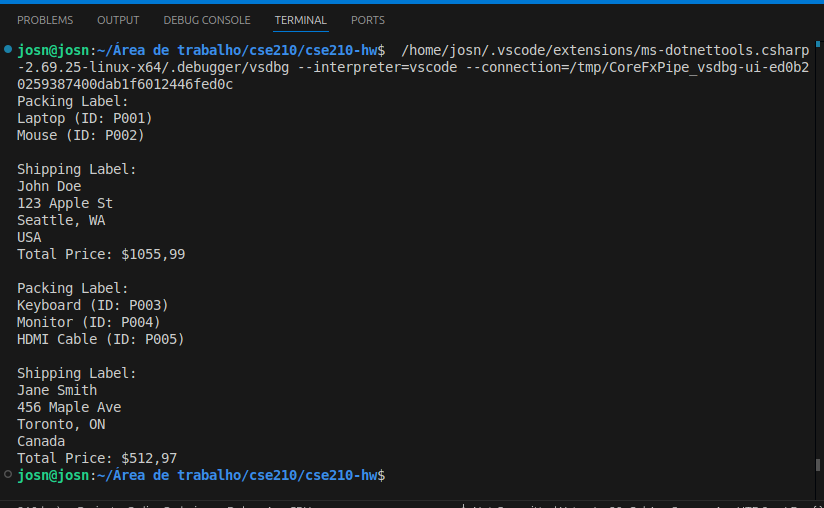 PROBLEMS OUTPUT DEBUG CONSOLE TERMINAL PORTS
josn@josn:~/Área de trabalho/cse210/cse210-hw$  /home/josn/.vscode/extensions/ms-dotnettools.csharp
-2.69.25-linux-x64/.debugger/vsdbg --interpreter=vscode --connection=/tmp/CoreFxPipe_vsdbg-ui-ed0b2
0259387400dab1f6012446fed0c
Packing Label:
Laptop (ID: P001)
Mouse (ID: P002)
Shipping Label:
John Doe
123 Apple St
Seattle, WA
USA
Total Price: $1055,99
Packing Label:
Keyboard (ID: P003)
Monitor (ID: P004)
HDMI Cable (ID: P005)
Shipping Label:
Jane Smith
456 Maple Ave
Toronto, ON
Canada
Total Price: $512,97
josn@josn:~/Área de trabalho/cse210/cse210-hw$